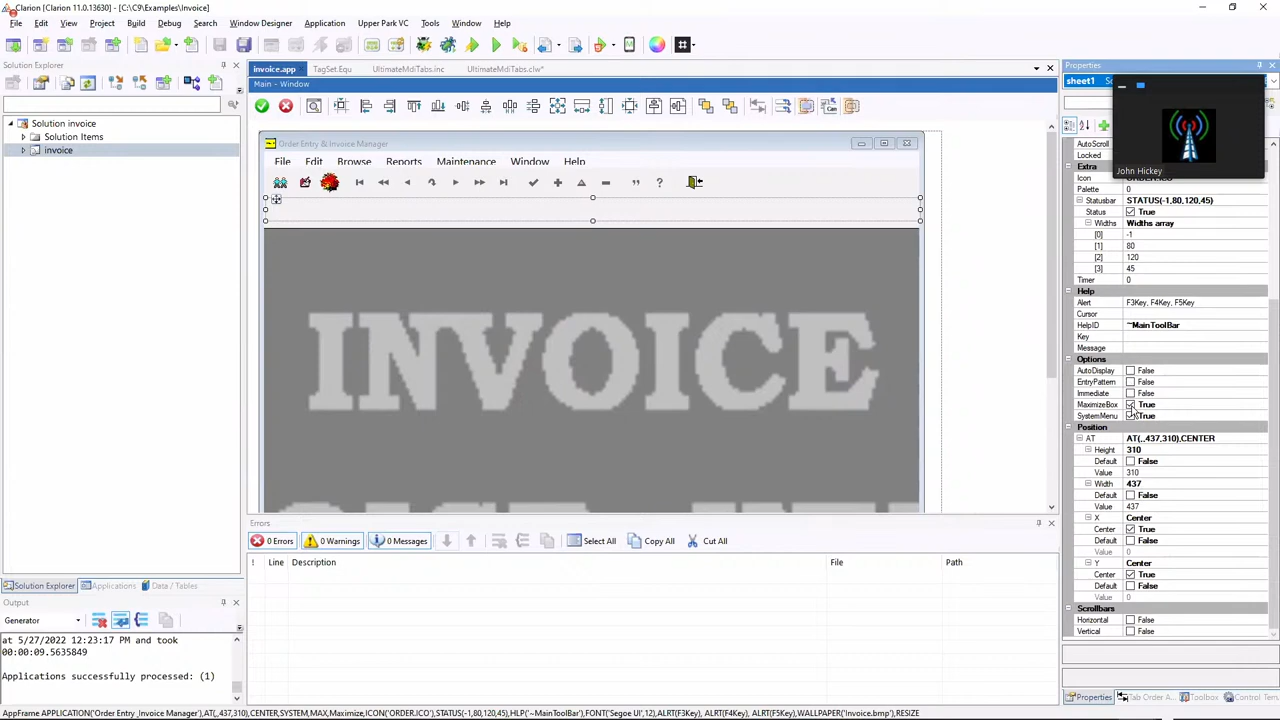 Clarion [Clarion 11.0.13630] - [C:\C9\Examples\Invoice]
File Edit View Project Build Debug Search Window Designer Application Upper Park VC Tools Window Help
Solution Explorer
Solution invoice
Solution Items
invoice
Solution Explorer Applications Data / Tables
Output
Generator
at 5/27/2022 12:23:17 PM and took
00:00:09.5635849
Applications successfully processed: (1)
invoice.app TagSet.Equ UltimateMdiTabs.inc UltimateMdiTabs.clw*
Main - Window
Order Entry & Invoice Manager
File Edit Browse Reports Maintenance Window Help
INVOICE
Errors
0 Errors 0 Warnings 0 Messages Select All Copy All Cut All
! Line Description File Path
Properties
sheet1
John Hickey
AutoScroll
Locked
Extra
Icon
Palette 0
Statusbar STATUS(-1,80,120,45)
Status True
Widths Widths array
[0] -1
[1] 80
[2] 120
[3] 45
Timer 0
Help
Alert F3Key, F4Key, F5Key
Cursor
HelpID ~MainToolBar
Key
Message
Options
AutoDisplay False
EntryPattern False
Immediate False
MaximizeBox True
SystemMenu True
Position
AT AT(,,437,310),CENTER
Height 310
Default False
Value 310
Width 437
Default False
Value 437
X Center
Center True
Default False
Value 0
Y Center
Center True
Default False
Value 0
Scrollbars
Horizontal False
Vertical False
Properties Tab Order Toolbox Control
AppFrame APPLICATION('Order Entry _Invoice Manager'),AT(,,437,310),CENTER,SYSTEM,MAX,Maximize,ICON('ORDER.ICO'),STATUS(-1,80,120,45),HLP('~MainToolBar'),FONT('Segoe UI',12),ALRT(F3Key), ALRT(F4Key), ALRT(F5Key),WALLPAPER('Invoice.bmp'),RESIZE